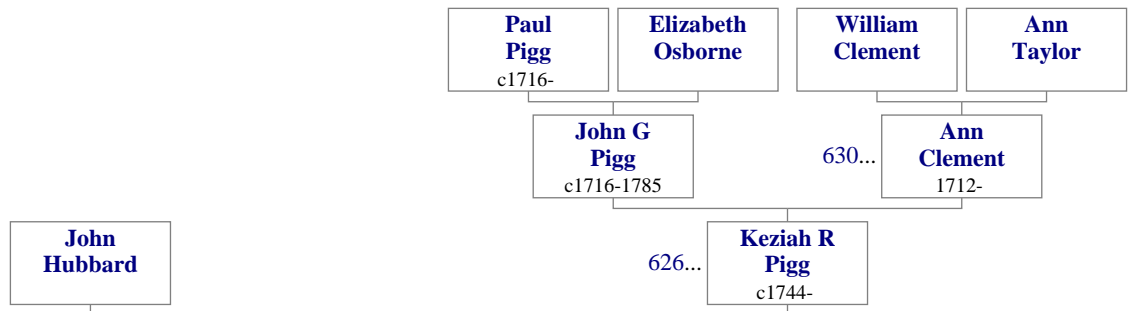 Paul
Pigg
c1716-
Elizabeth
Osborne
William
Clement
Ann
Taylor
John G
Pigg
c1716-1785
630...
Ann
Clement
1712-
John
Hubbard
626...
Keziah R
Pigg
c1744-